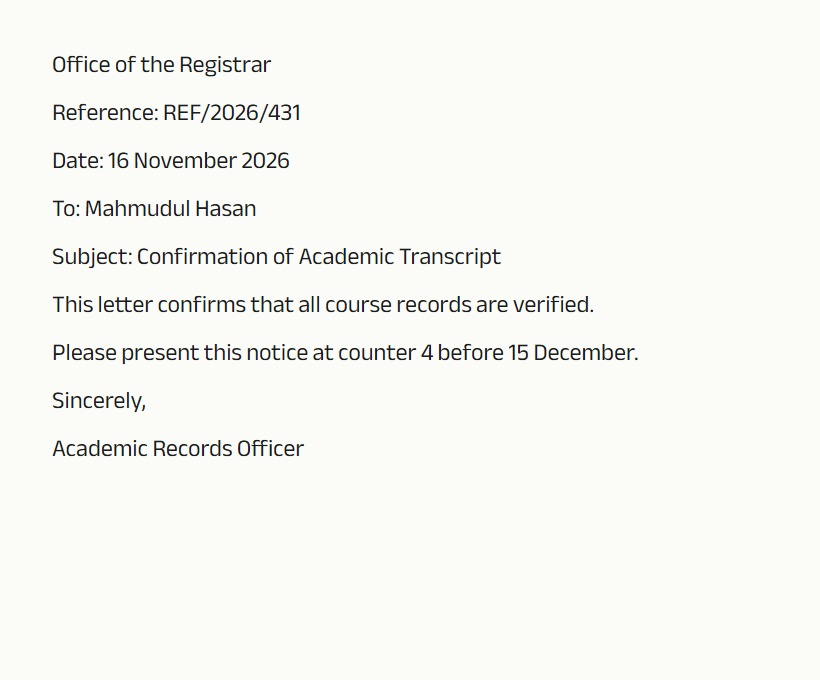 Office of the Registrar
Reference: REF/2026/431
Date: 16 November 2026
To: Mahmudul Hasan
Subject: Confirmation of Academic Transcript
This letter confirms that all course records are verified.
Please present this notice at counter 4 before 15 December.
Sincerely,
Academic Records Officer